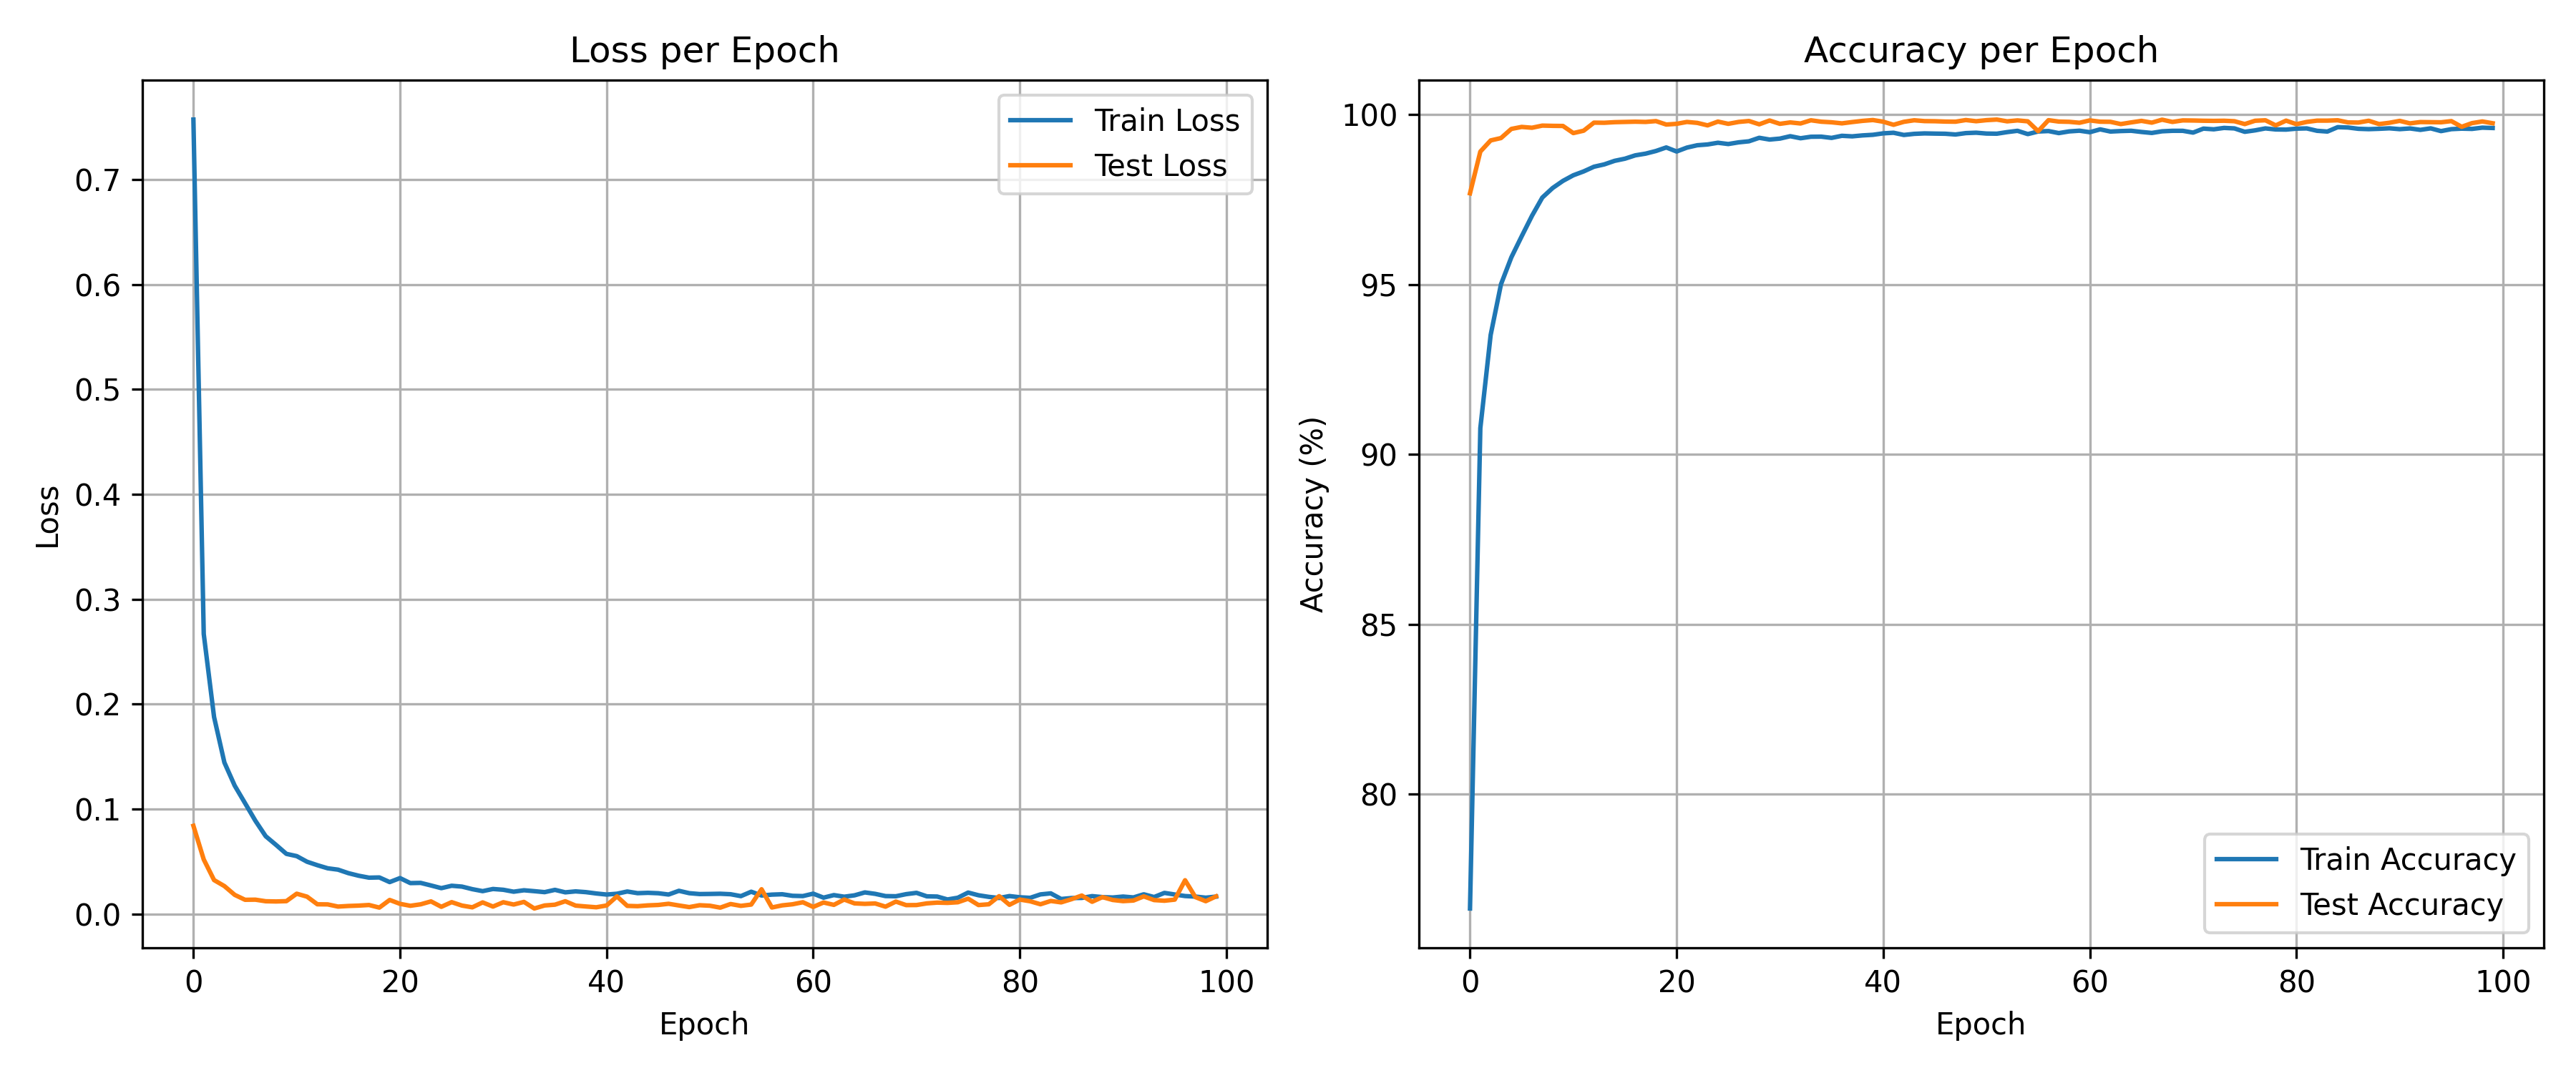 Loss per Epoch
Train Loss
Test Loss
0.7
0.6
0.5
0.4
0.3
0.2
0.1
0.0
Loss
0
20
40
60
80
100
Epoch
Accuracy per Epoch
100
95
90
85
80
Accuracy (%)
Train Accuracy
Test Accuracy
0
20
40
60
80
100
Epoch